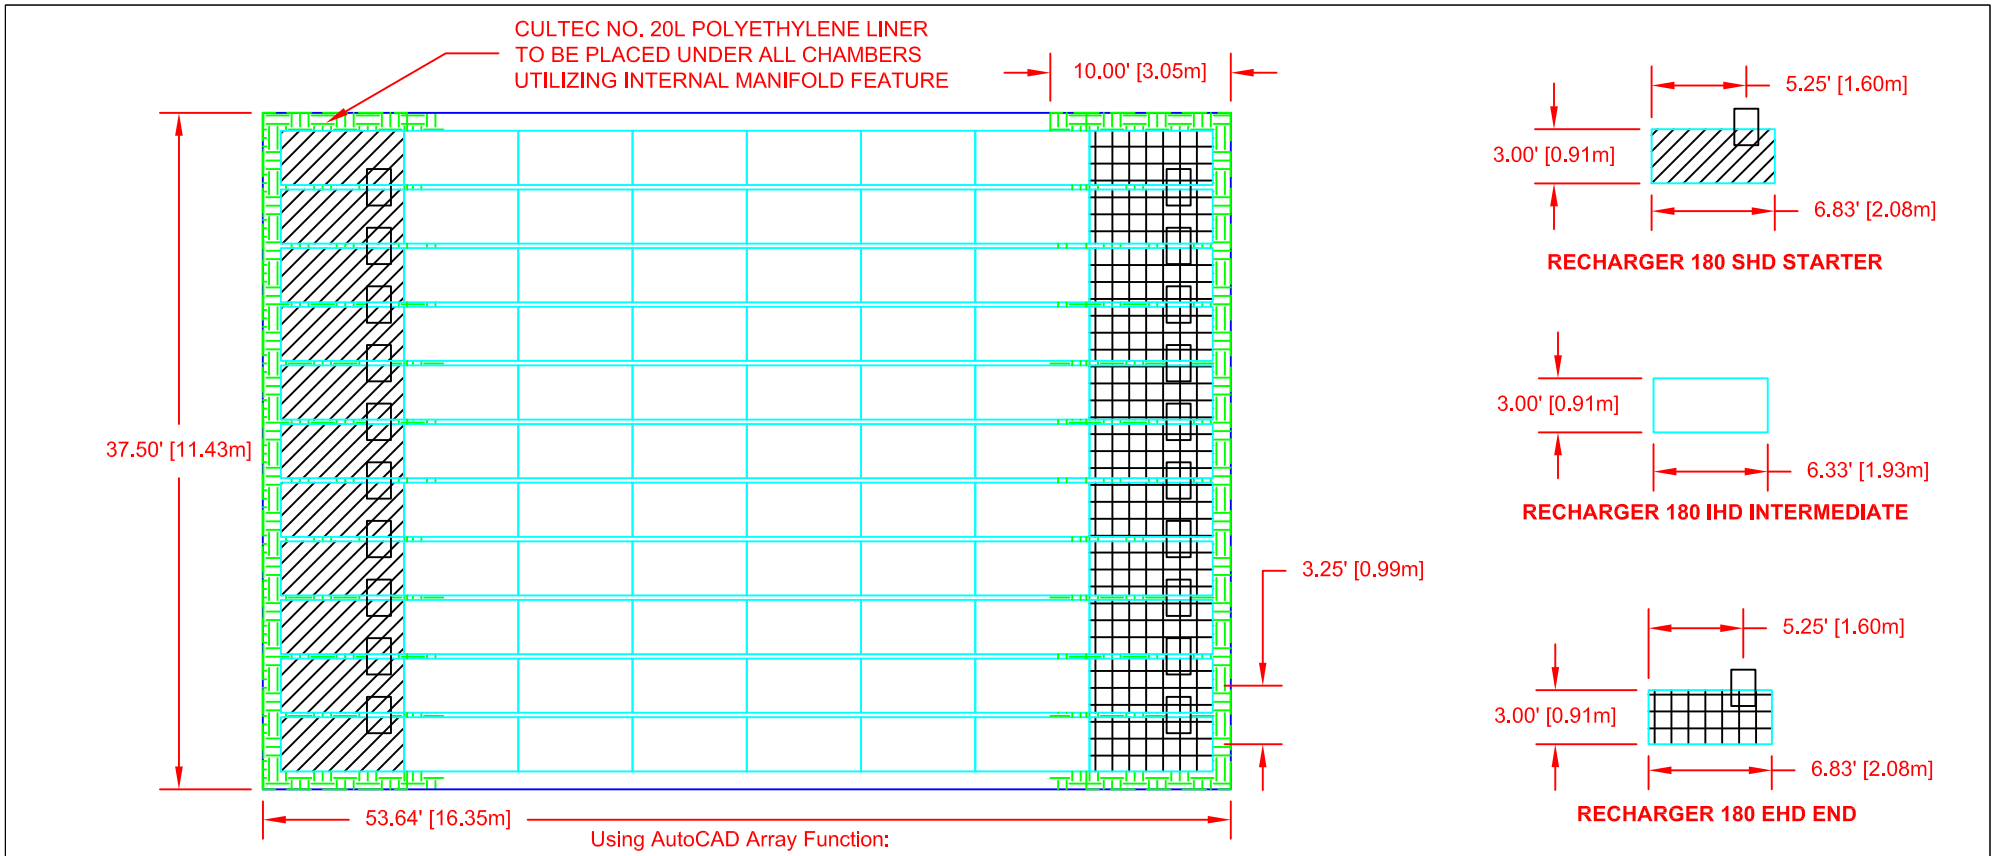 CULTEC NO. 20L POLYETHYLENE LINER
TO BE PLACED UNDER ALL CHAMBERS
UTILIZING INTERNAL MANIFOLD FEATURE
10.00' [3.05m]
37.50' [11.43m]
3.25' [0.99m]
53.64' [16.35m]
Using AutoCAD Array Function:
5.25' [1.60m]
3.00' [0.91m]
6.83' [2.08m]
RECHARGER 180 SHD STARTER
3.00' [0.91m]
6.33' [1.93m]
RECHARGER 180 IHD INTERMEDIATE
5.25' [1.60m]
3.00' [0.91m]
6.83' [2.08m]
RECHARGER 180 EHD END